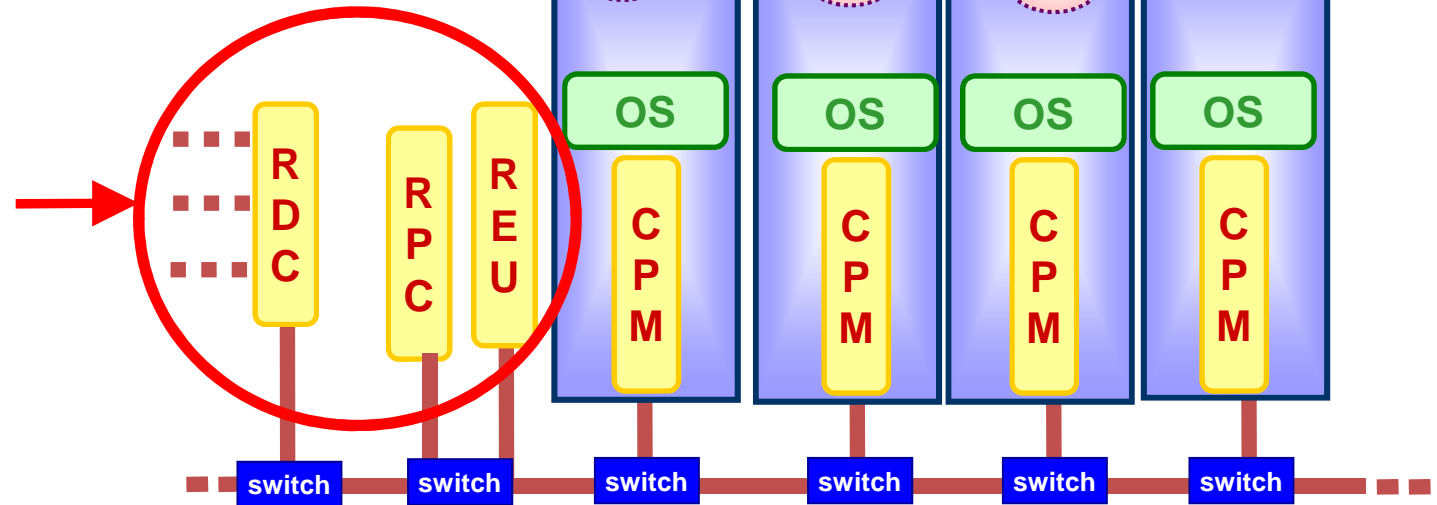 OS
OS
OS
OS
RDC
RPC
REU
CPM
CPM
CPM
CPM
switch
switch
switch
switch
switch
switch